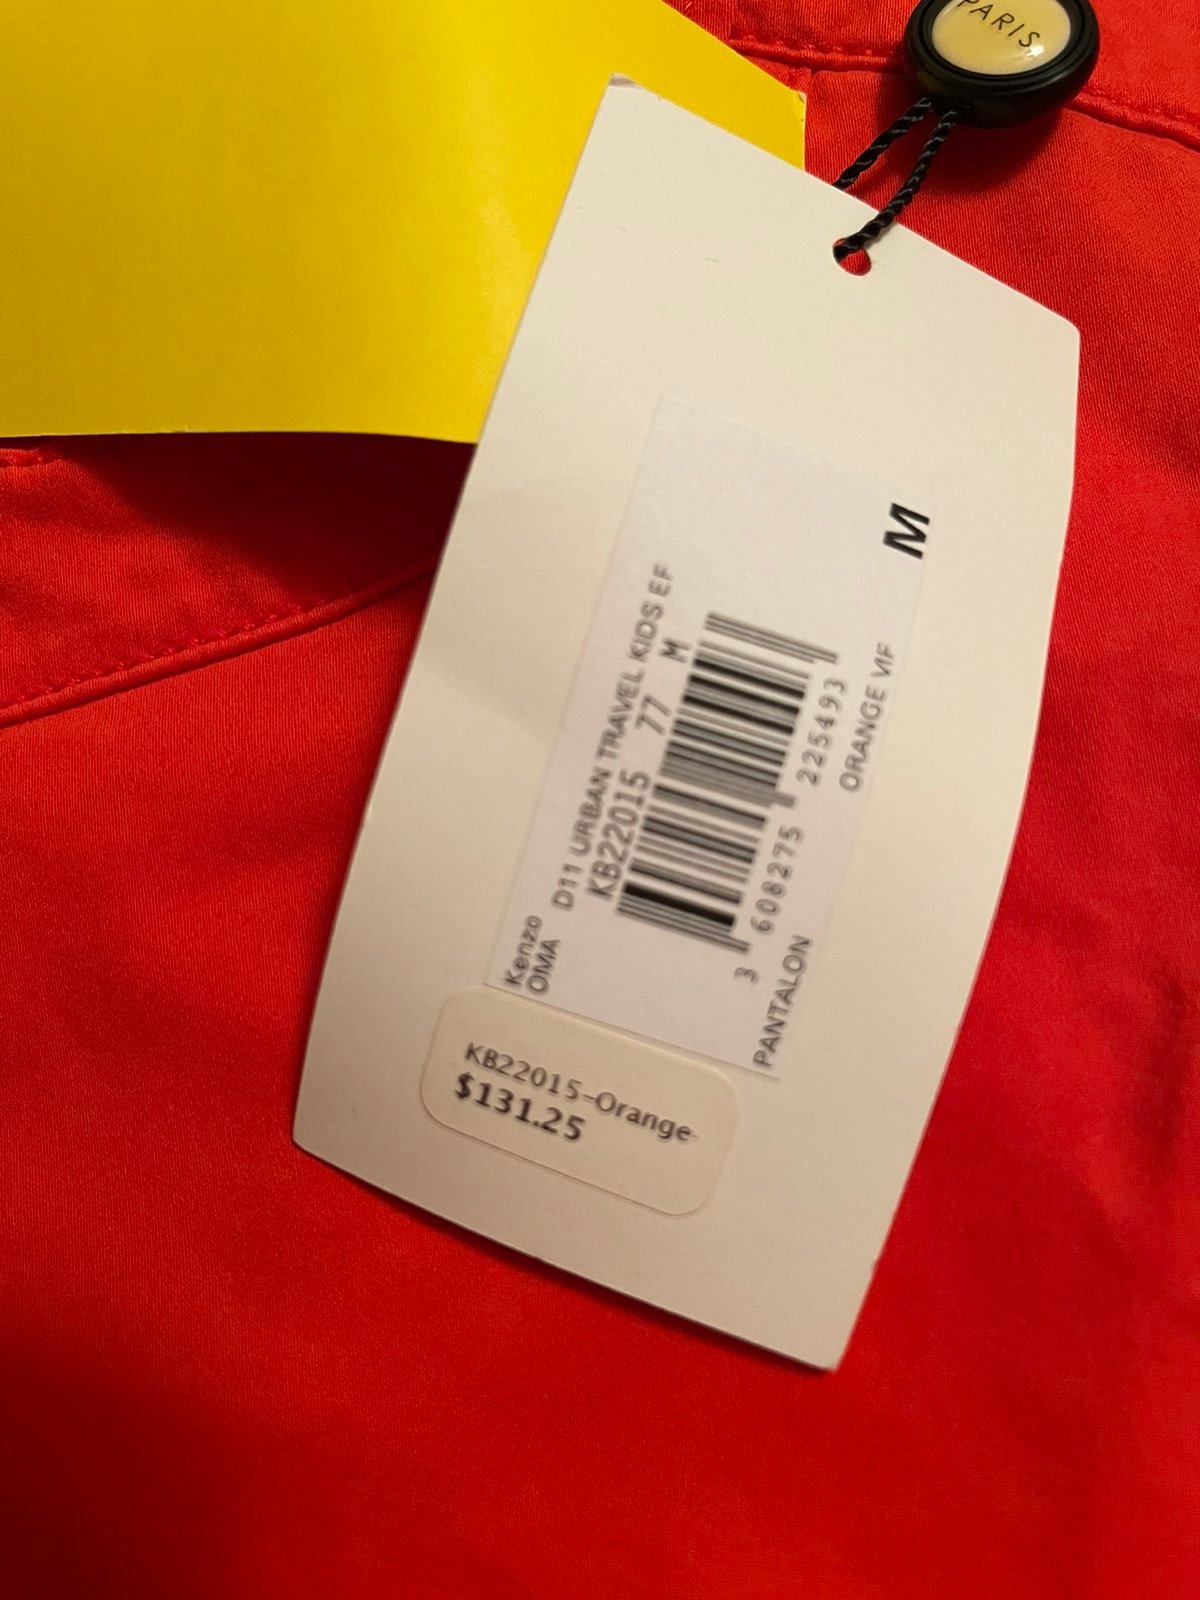 PARIS
M
Kenzo
OMA
D11 URBAN TRAVEL KIDS EF
KB22015 77 M
3 608275 225493
PANTALON ORANGE VIF
KB22015-Orange-
$131.25